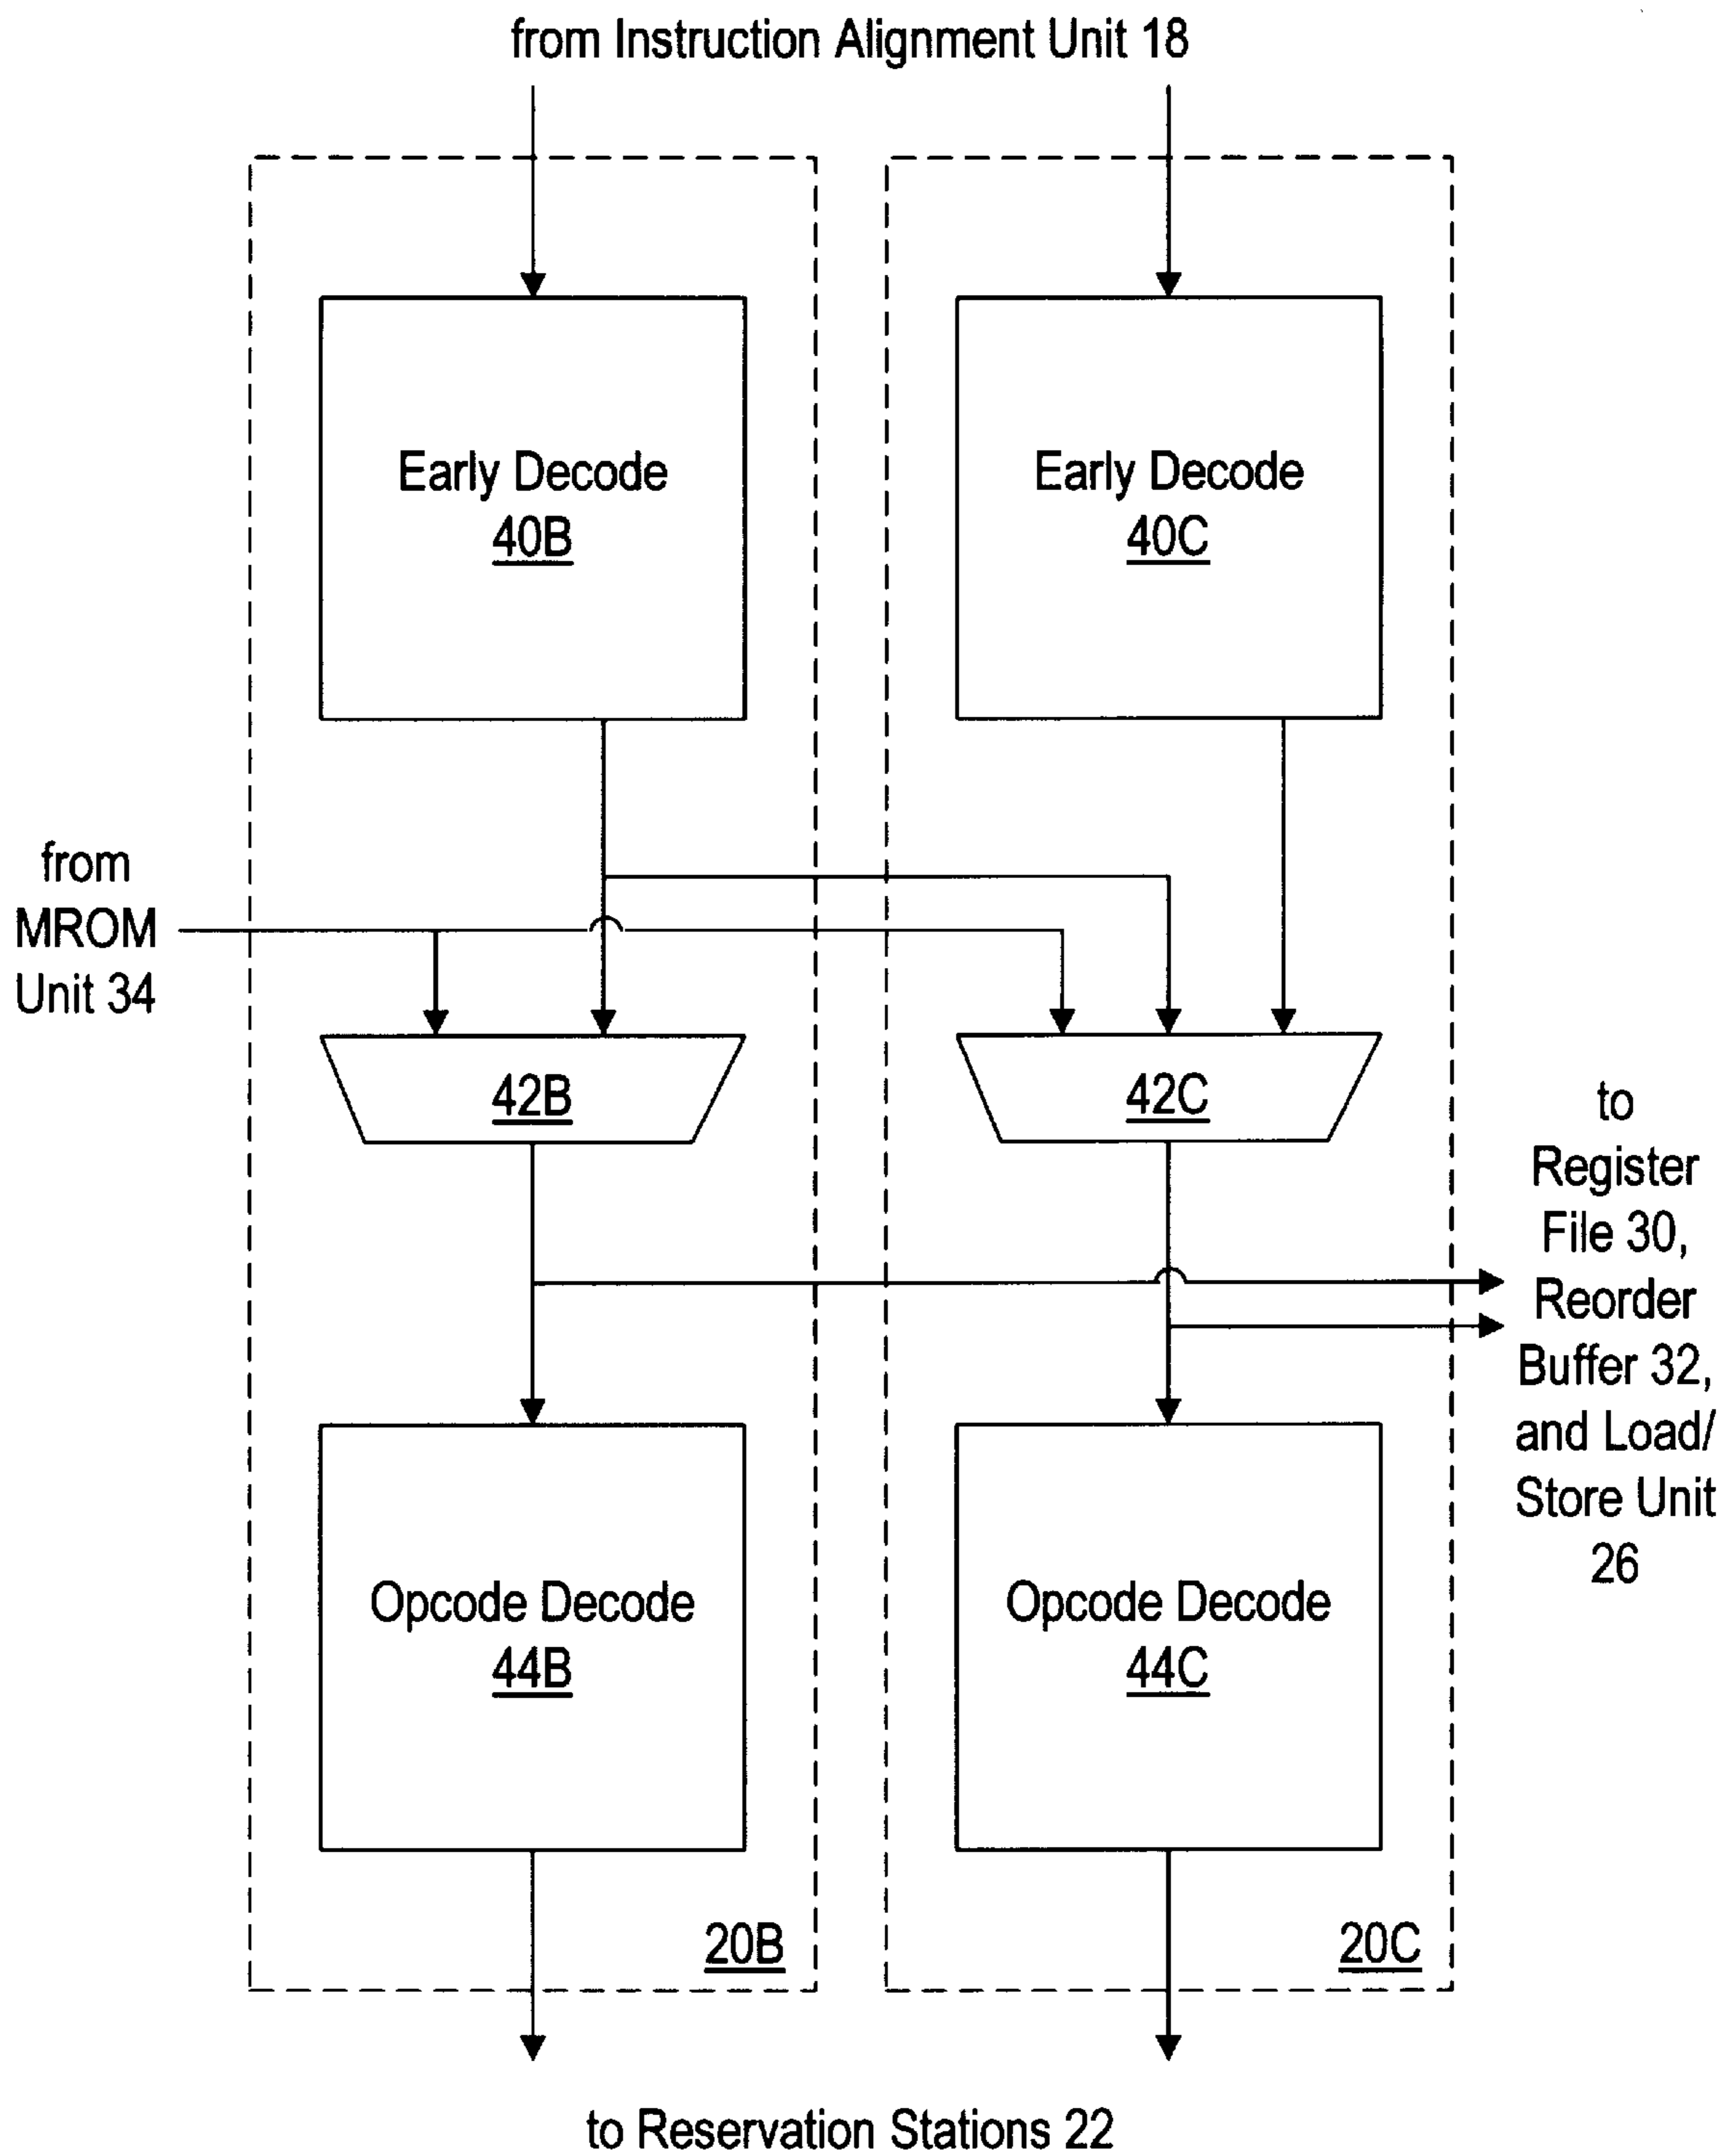 from Instruction Alignment Unit 18
Early Decode
40B
Early Decode
40C
from
MROM
Unit 34
42B
42C
to
Register
File 30,
Reorder
Buffer 32,
and Load/
Store Unit
26
Opcode Decode
44B
Opcode Decode
44C
20B
20C
to Reservation Stations 22